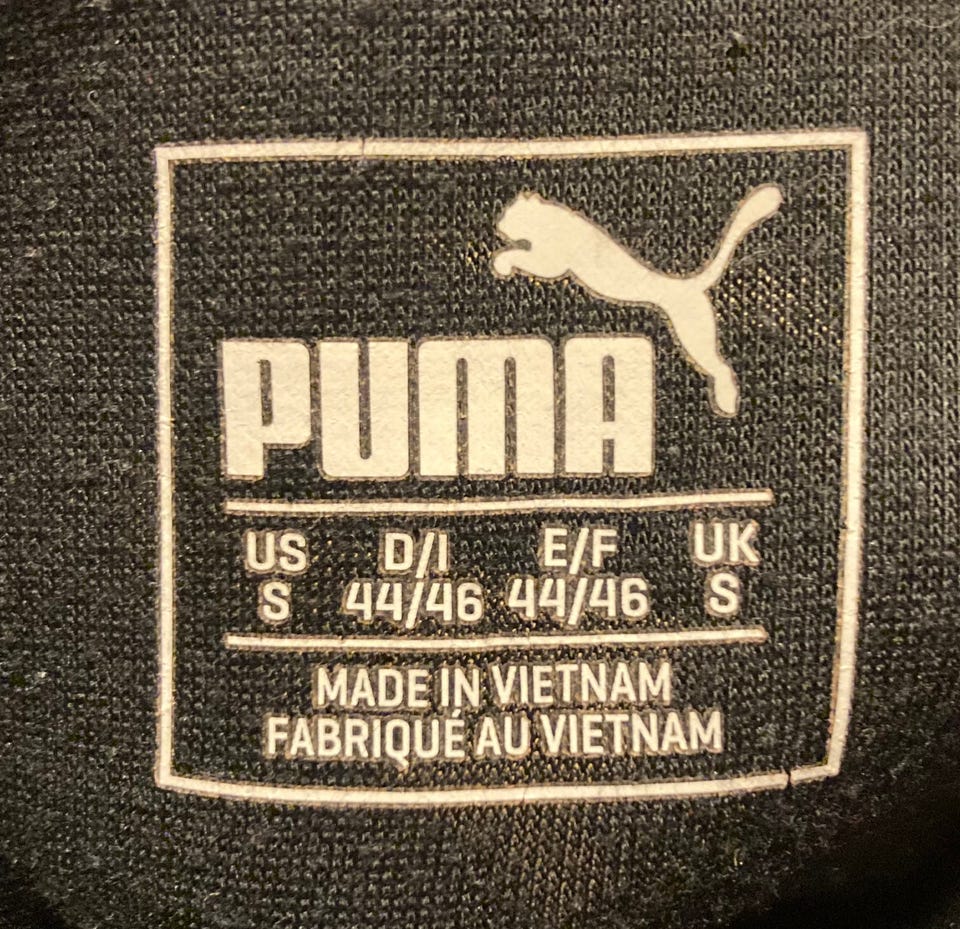 PUMA
US D/I E/F UK
S 44/46 44/46 S
MADE IN VIETNAM
FABRIQUÉ AU VIETNAM